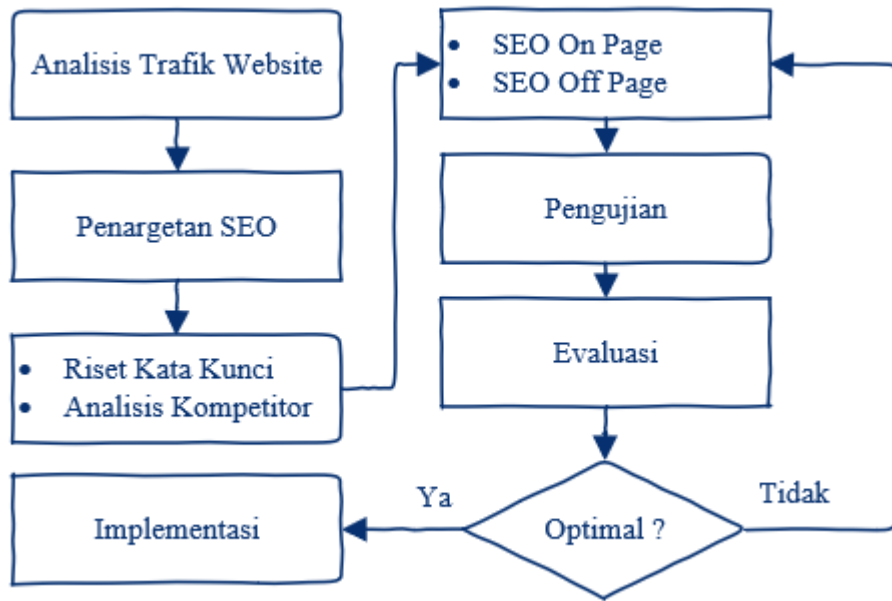 Analisis Trafik Website
Penargetan SEO
• Riset Kata Kunci
• Analisis Kompetitor
• SEO On Page
• SEO Off Page
Pengujian
Evaluasi
Optimal ?
Ya
Tidak
Implementasi